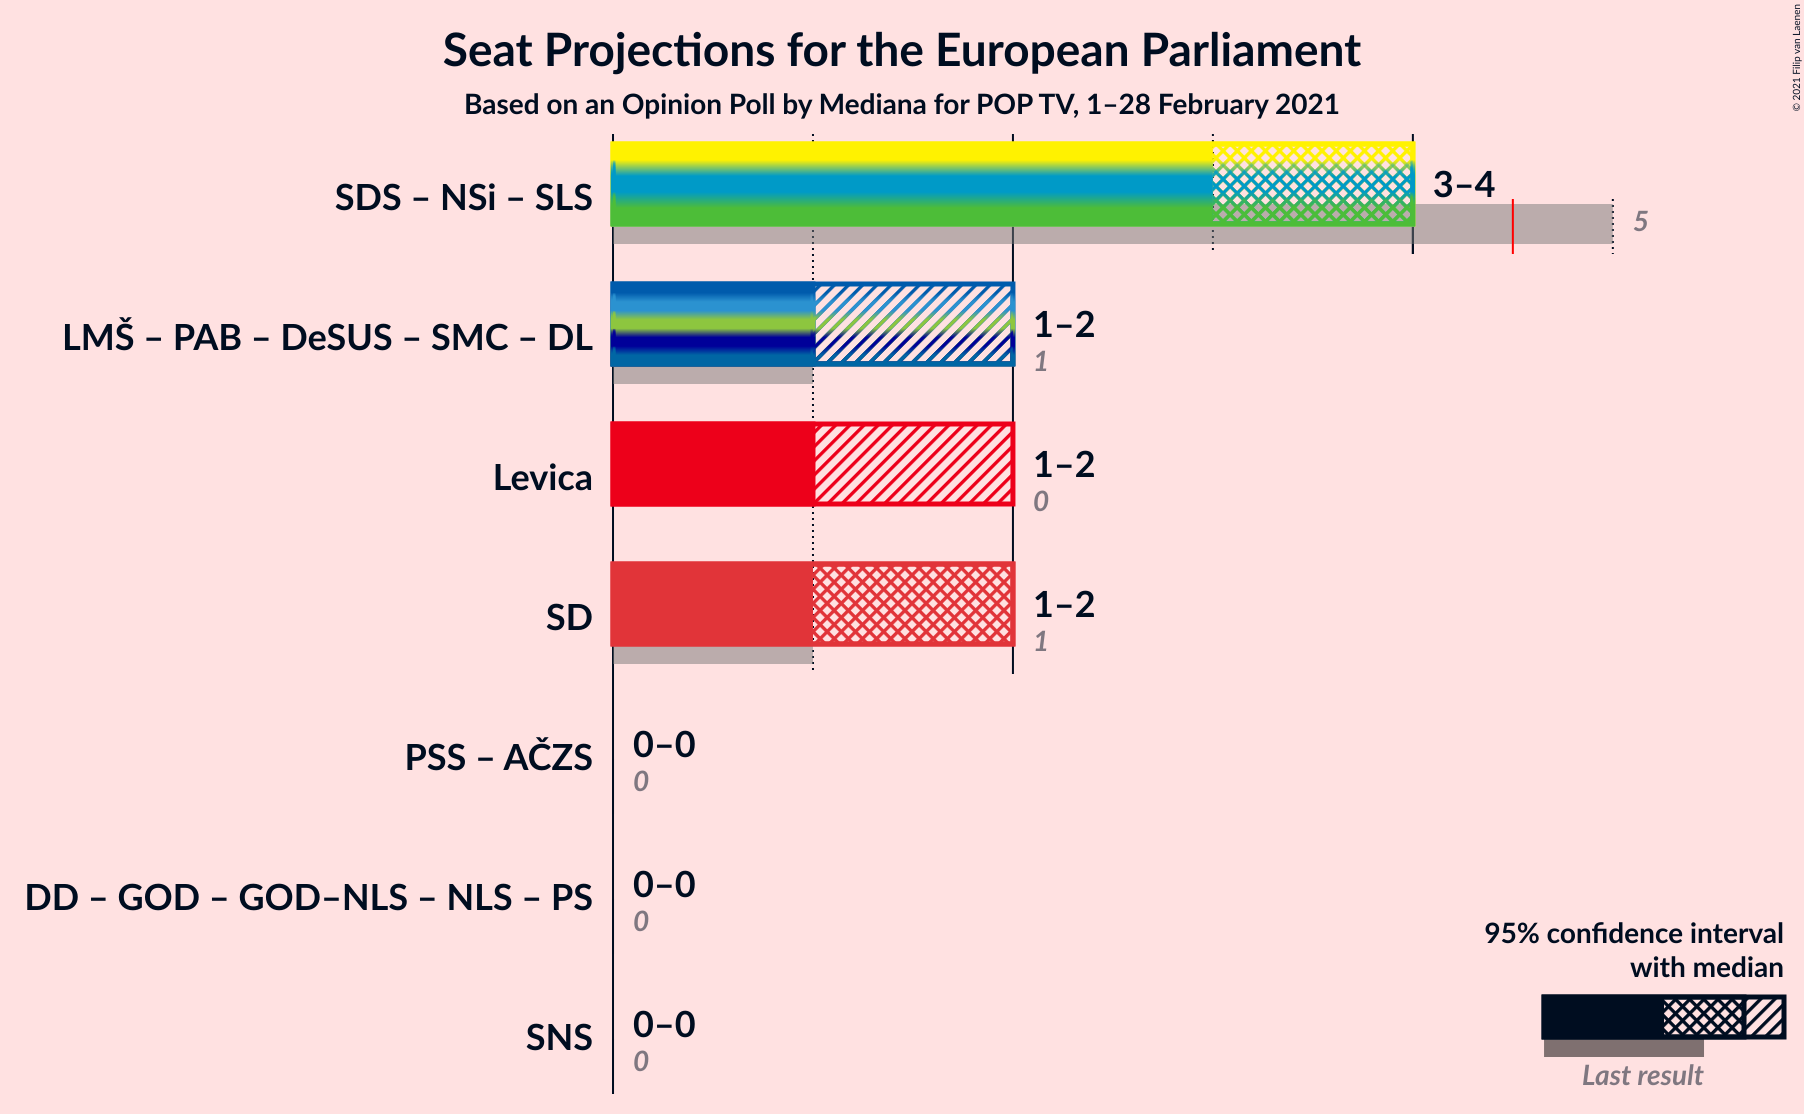 Seat Projections for the European Parliament
Based on an Opinion Poll by Mediana for POP TV, 1–28 February 2021
© 2021 Filip van Laenen
SDS – NSi – SLS
3–4
5
LMŠ – PAB – DeSUS – SMC – DL
1–2
1
Levica
1–2
0
SD
1–2
1
PSS – AČZS
0–0
0
DD – GOD – GOD–NLS – NLS – PS
0–0
0
SNS
0–0
0
95% confidence interval
with median
Last result